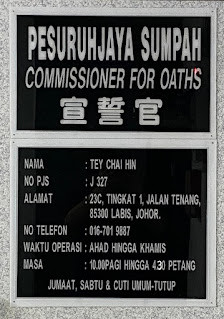 PESURUHJAYA SUMPAH
COMMISSIONER FOR OATHS
宣誓官
NAMA : TEY CHAI HIN
NO PJS : J 327
ALAMAT : 23C, TINGKAT 1, JALAN TENANG,
85300 LABIS, JOHOR.
NO TELEFON : 016-701 9887
WAKTU OPERASI : AHAD HINGGA KHAMIS
MASA : 10.00PAGI HINGGA 4.30 PETANG
JUMAAT, SABTU & CUTI UMUM-TUTUP